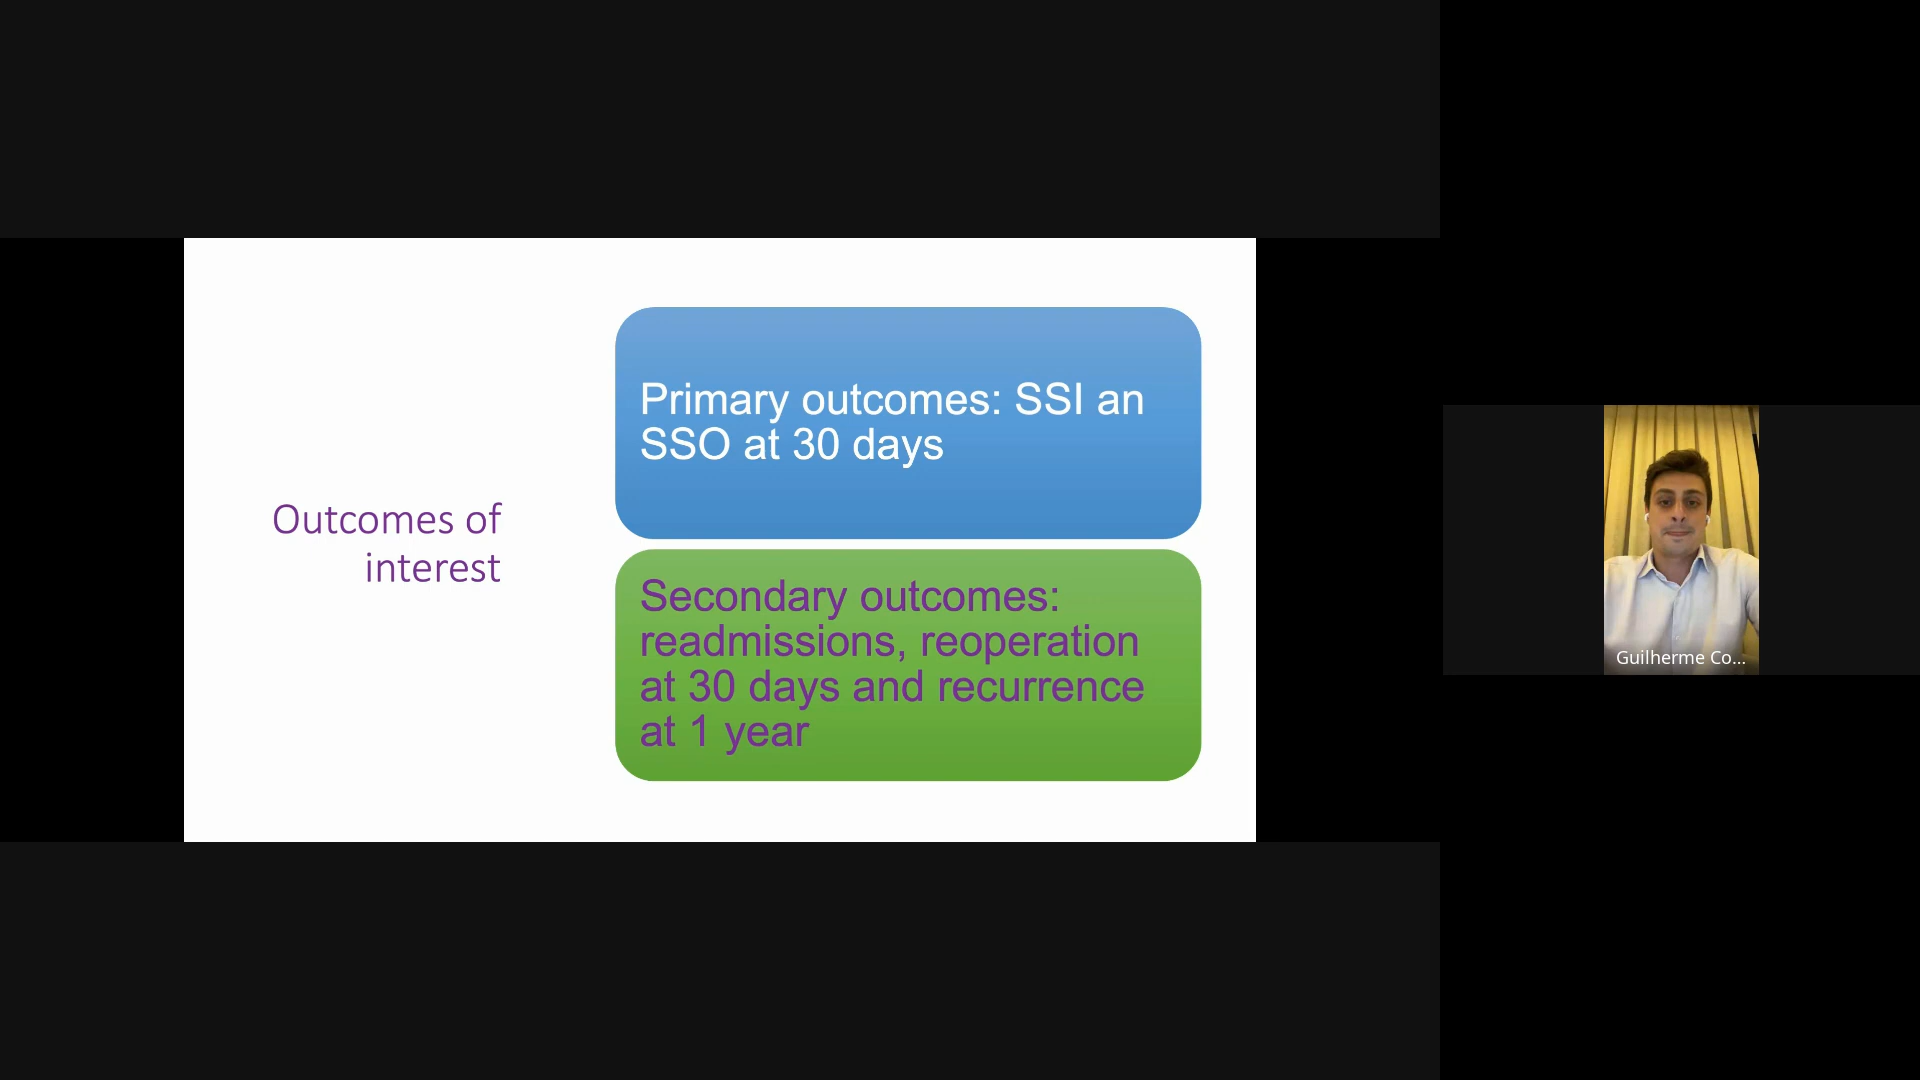 Outcomes of
interest
Primary outcomes: SSI an
SSO at 30 days
Secondary outcomes:
readmissions, reoperation
at 30 days and recurrence
at 1 year
Guilherme Co...